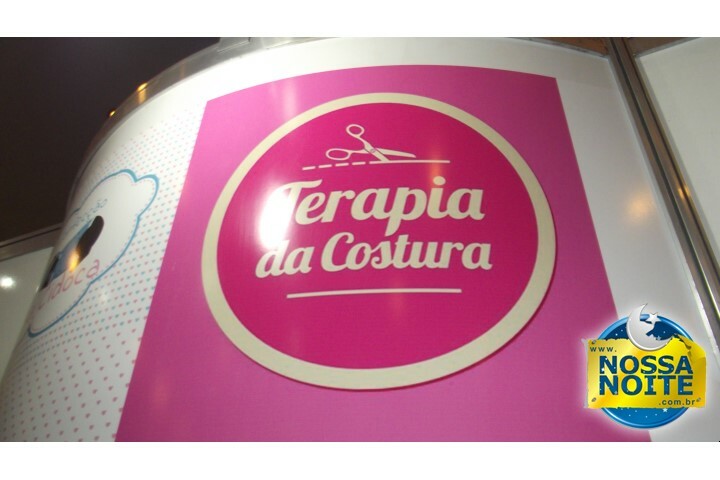 Terapia
da Costura
www.
NOSSA
NOITE
.com.br